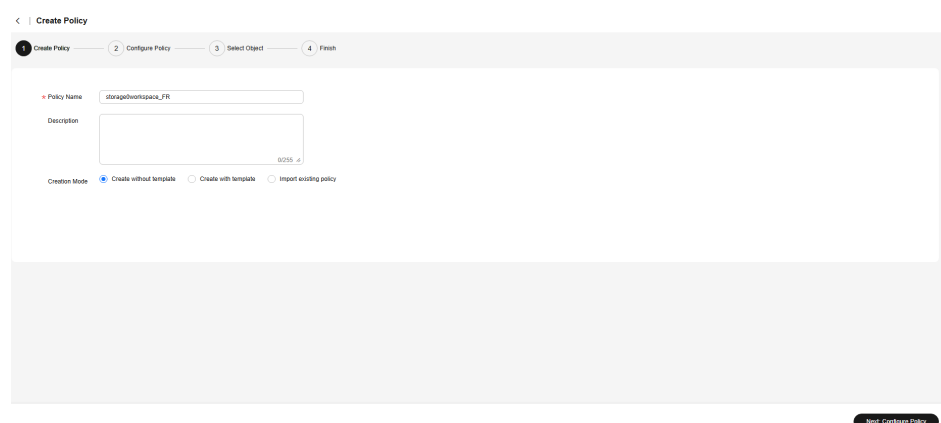 Create Policy
1 Create Policy 2 Configure Policy 3 Select Object 4 Finish
* Policy Name storage0workspace_FR
Description
0/255
Creation Mode Create without template Create with template Import existing policy
Next: Configure Policy